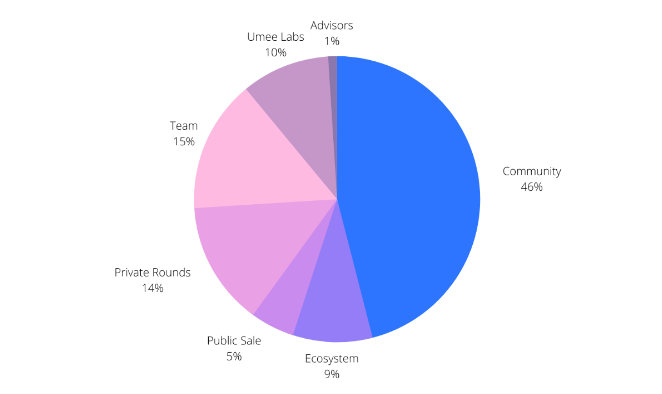 Advisors
1%
Umee Labs
10%
Team
15%
Community
46%
Private Rounds
14%
Public Sale
5%
Ecosystem
9%